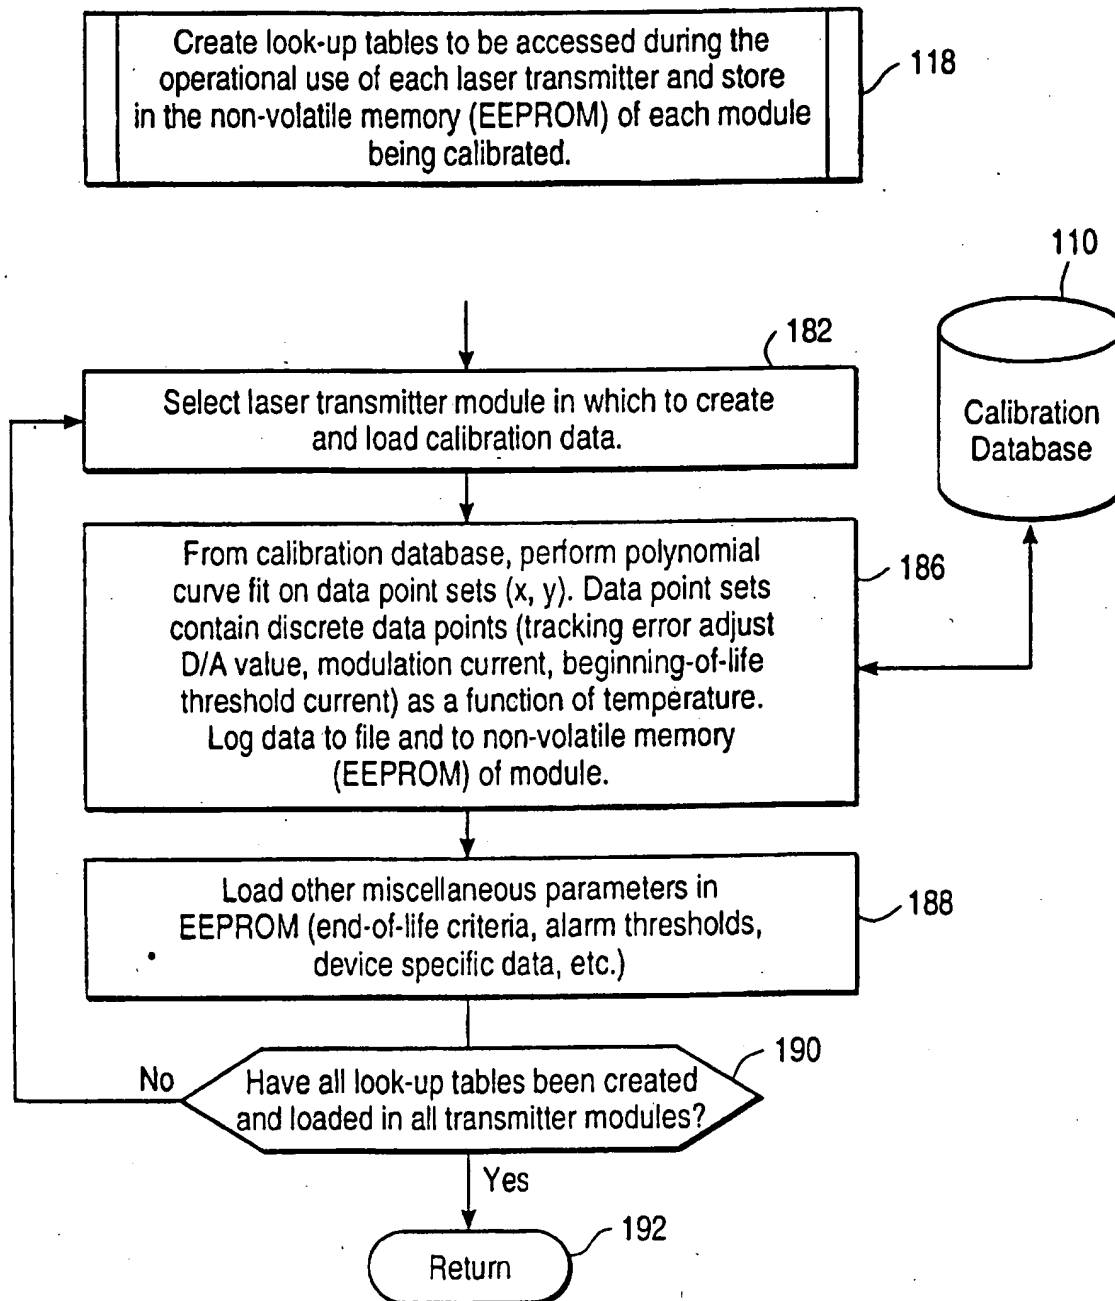 Create look-up tables to be accessed during the
operational use of each laser transmitter and store
in the non-volatile memory (EEPROM) of each module
being calibrated.
118
110
Calibration
Database
182
Select laser transmitter module in which to create
and load calibration data.
From calibration database, perform polynomial
curve fit on data point sets (x, y). Data point sets
contain discrete data points (tracking error adjust
D/A value, modulation current, beginning-of-life
threshold current) as a function of temperature.
Log data to file and to non-volatile memory
(EEPROM) of module.
186
Load other miscellaneous parameters in
EEPROM (end-of-life criteria, alarm thresholds,
device specific data, etc.)
188
No
Have all look-up tables been created
and loaded in all transmitter modules?
190
Yes
Return
192